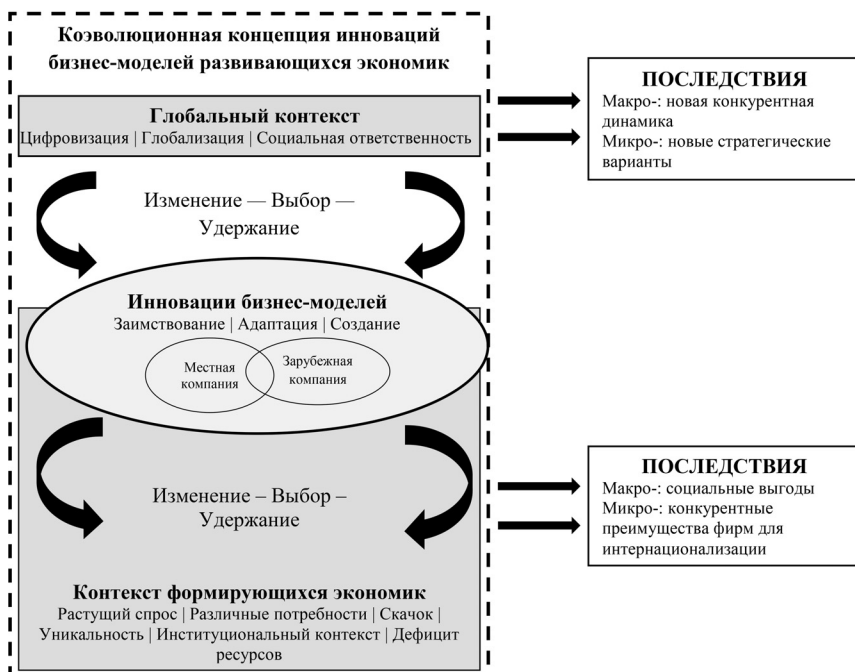 Коэволюционная концепция инноваций
бизнес-моделей развивающихся экономик
Глобальный контекст
Цифровизация | Глобализация | Социальная ответственность
Изменение — Выбор —
Удержание
Инновации бизнес-моделей
Заимствование | Адаптация | Создание
Местная
компания
Зарубежная
компания
Изменение – Выбор –
Удержание
Контекст формирующихся экономик
Растущий спрос | Различные потребности | Скачок |
Уникальность | Институциональный контекст | Дефицит
ресурсов
ПОСЛЕДСТВИЯ
Макро-: новая конкурентная
динамика
Микро-: новые стратегические
варианты
ПОСЛЕДСТВИЯ
Макро-: социальные выгоды
Микро-: конкурентные
преимущества фирм для
интернационализации